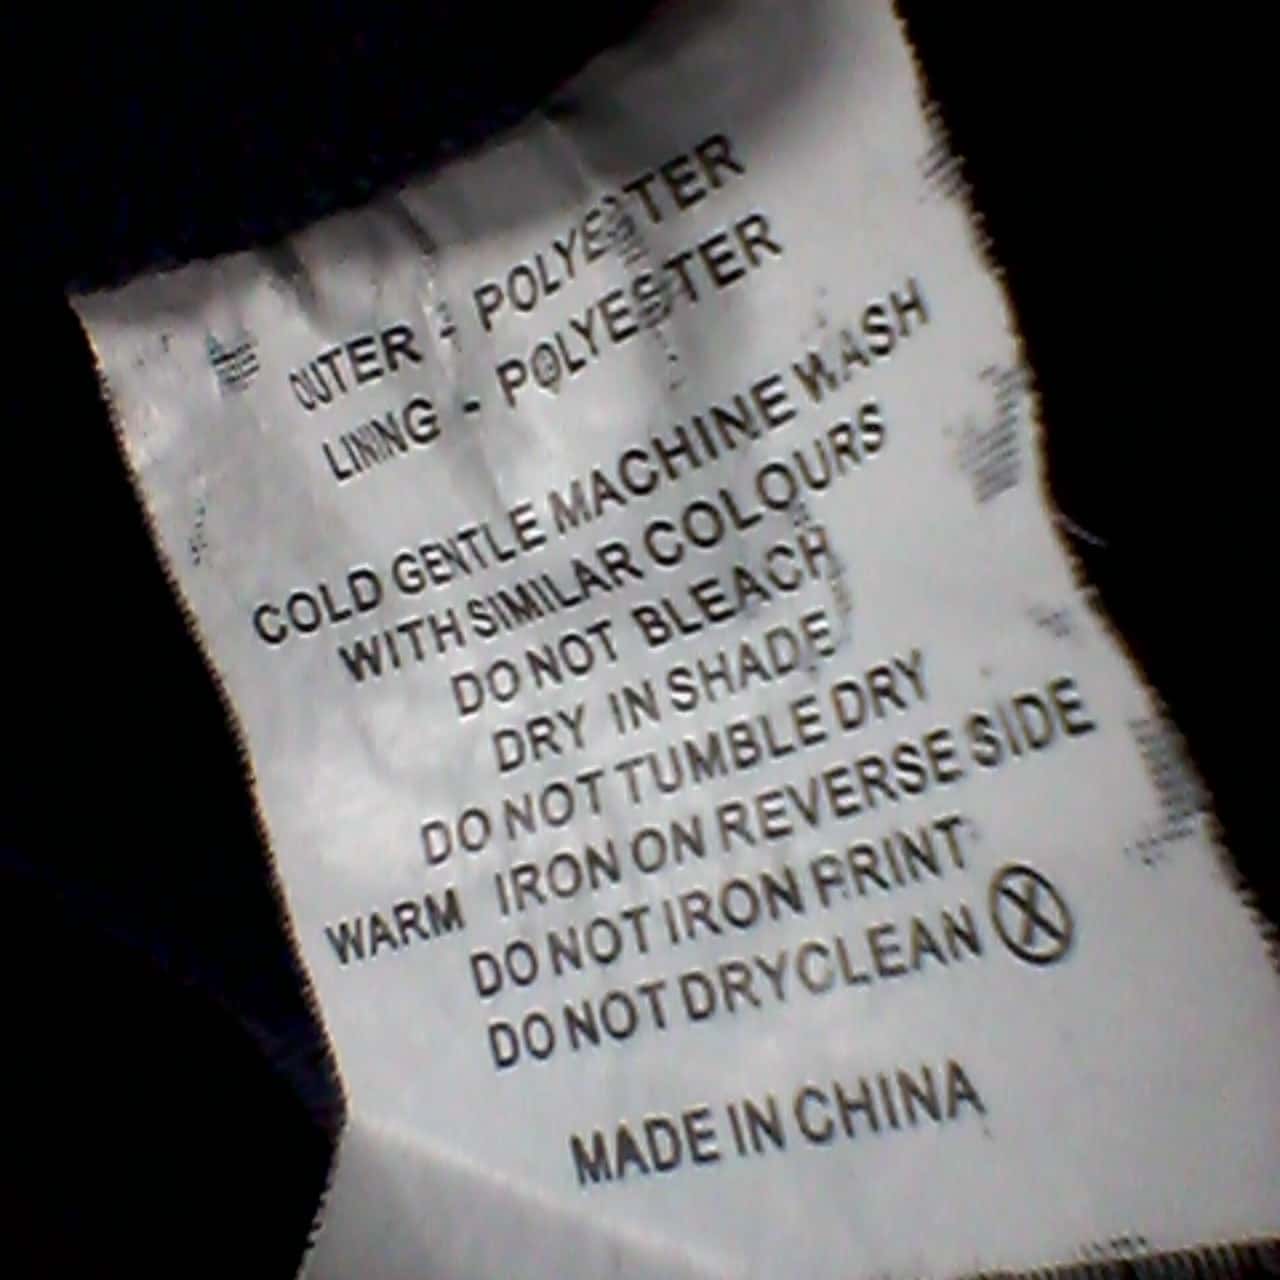 OUTER - POLYESTER
LINING - POLYESTER
COLD GENTLE MACHINE WASH
WITH SIMILAR COLOURS
DO NOT BLEACH
DRY IN SHADE
DO NOT TUMBLE DRY
WARM IRON ON REVERSE SIDE
DO NOT IRON PRINT
DO NOT DRYCLEAN
MADE IN CHINA